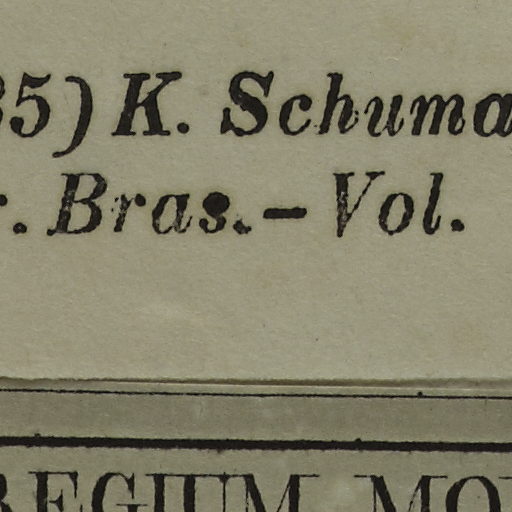 35) K. Schuma
r. Bras. – Vol.
REGIUM MO